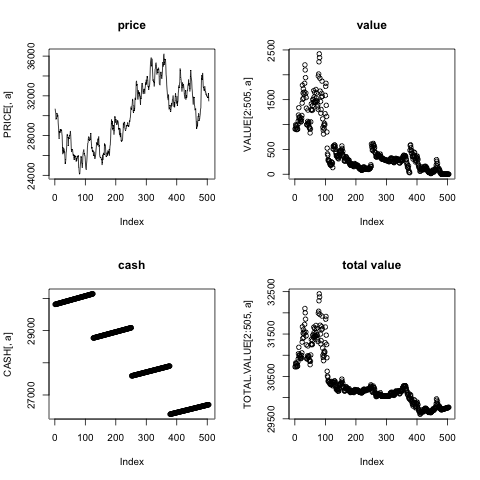 price
PRICE[, a]
24000
28000
32000
36000
0 100 200 300 400 500
Index
value
VALUE[2:505, a]
0
500
1500
2500
0 100 200 300 400 500
Index
cash
CASH[, a]
27000
29000
0 100 200 300 400 500
Index
total value
TOTAL.VALUE[2:505, a]
29500
30500
31500
32500
0 100 200 300 400 500
Index